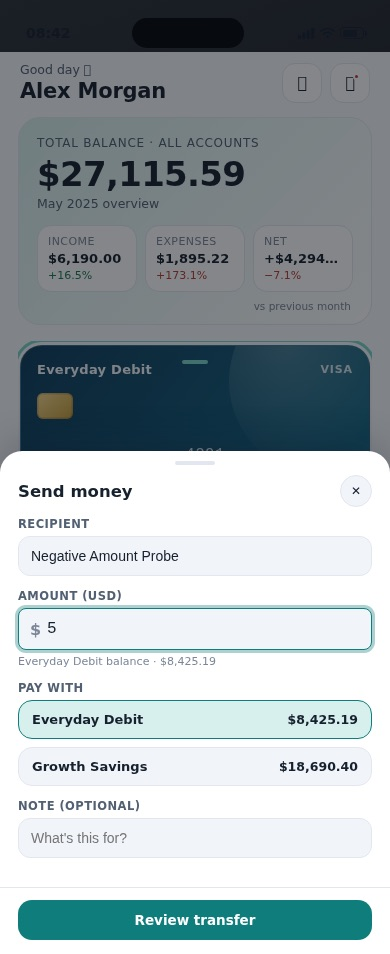 08:42
Good day
Alex Morgan
TOTAL BALANCE · ALL ACCOUNTS
$27,115.59
May 2025 overview
INCOME
$6,190.00
+16.5%
EXPENSES
$1,895.22
+173.1%
NET
+$4,294…
−7.1%
vs previous month
Everyday Debit
VISA
Send money
×
RECIPIENT
Negative Amount Probe
AMOUNT (USD)
$ 5
Everyday Debit balance · $8,425.19
PAY WITH
Everyday Debit $8,425.19
Growth Savings $18,690.40
NOTE (OPTIONAL)
What's this for?
Review transfer